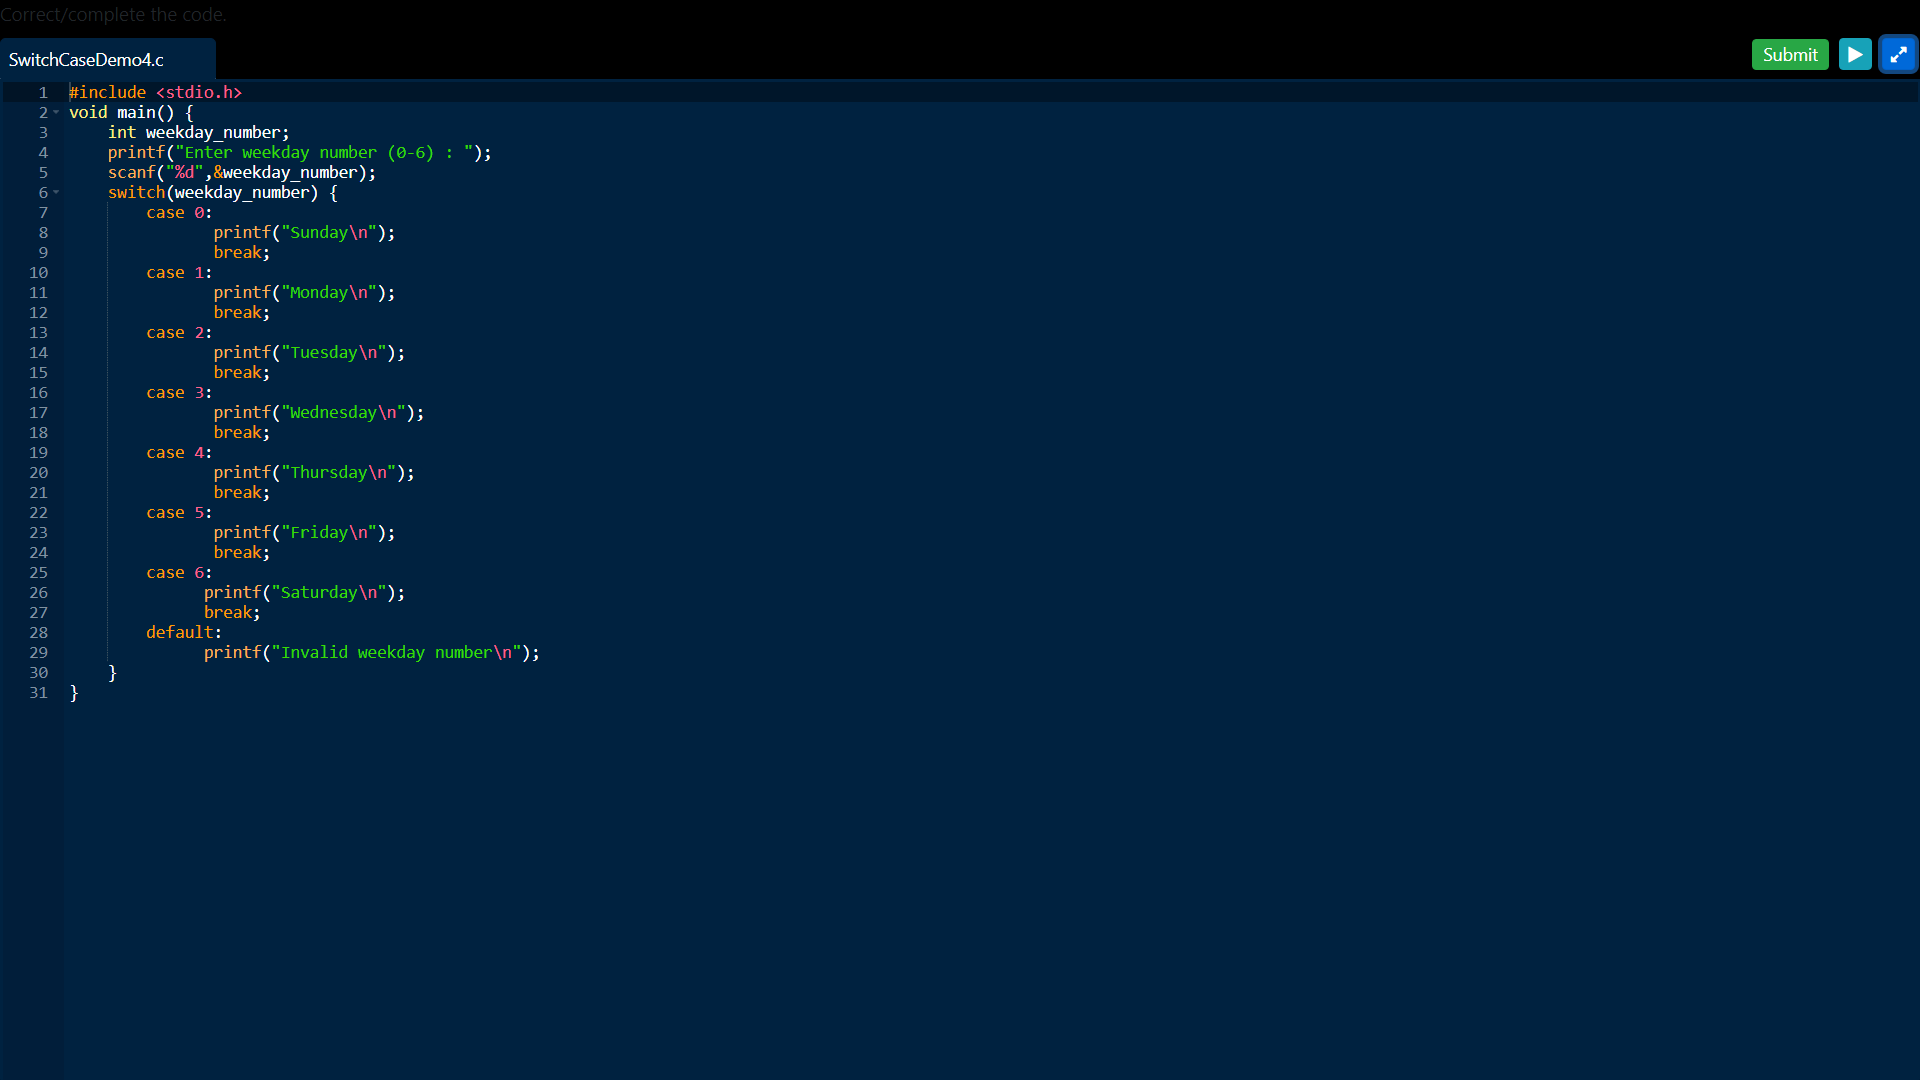 Correct/complete the code.
SwitchCaseDemo4.c
Submit
1 #include <stdio.h>
2 void main() {
3     int weekday_number;
4     printf("Enter weekday number (0-6) : ");
5     scanf("%d",&weekday_number);
6     switch(weekday_number) {
7         case 0:
8                printf("Sunday\n");
9                break;
10         case 1:
11                printf("Monday\n");
12                break;
13         case 2:
14                printf("Tuesday\n");
15                break;
16         case 3:
17                printf("Wednesday\n");
18                break;
19         case 4:
20                printf("Thursday\n");
21                break;
22         case 5:
23                printf("Friday\n");
24                break;
25         case 6:
26               printf("Saturday\n");
27               break;
28         default:
29               printf("Invalid weekday number\n");
30     }
31 }